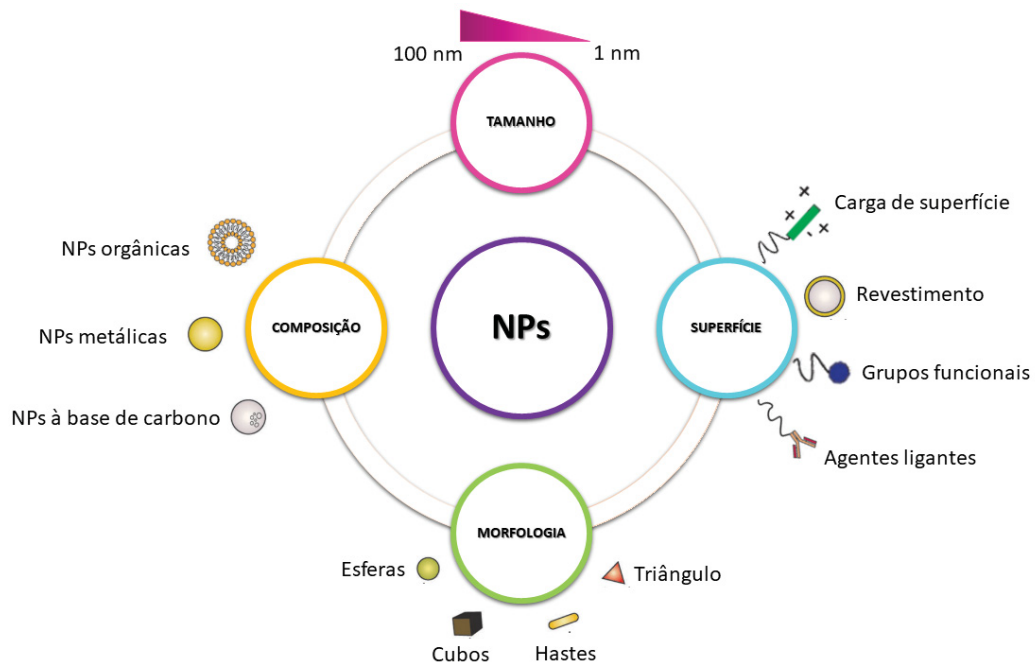 100 nm
1 nm
TAMANHO
Carga de superfície
NPs orgânicas
Revestimento
NPs metálicas
COMPOSIÇÃO
NPs
SUPERFÍCIE
Grupos funcionais
NPs à base de carbono
Agentes ligantes
MORFOLOGIA
Esferas
Triângulo
Cubos
Hastes